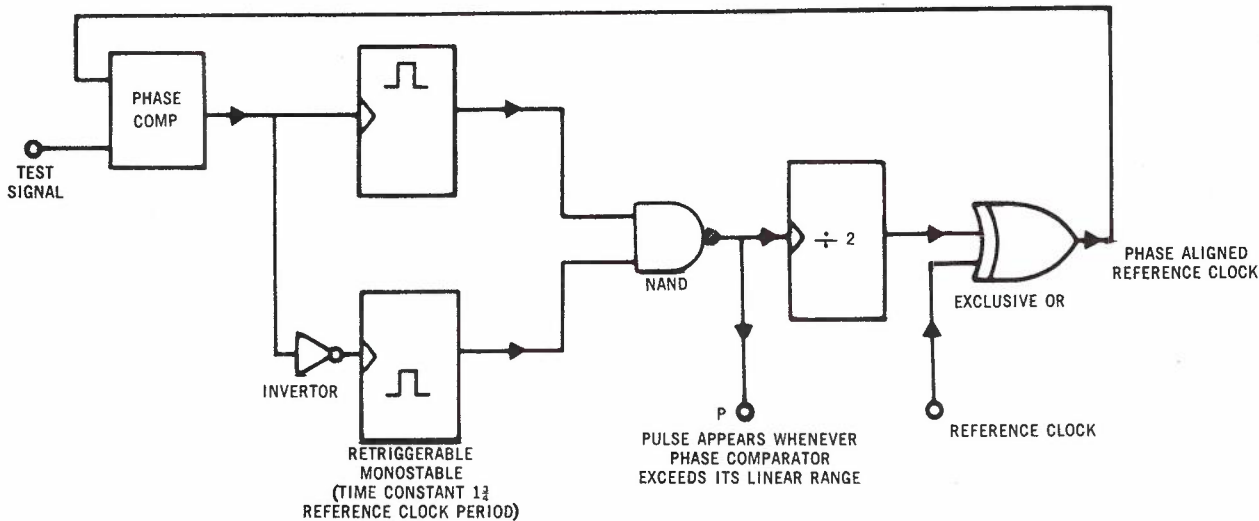 PHASE
COMP
TEST
SIGNAL
INVERTOR
RETRIGGERABLE
MONOSTABLE
(TIME CONSTANT 1¾
REFERENCE CLOCK PERIOD)
NAND
P
PULSE APPEARS WHENEVER
PHASE COMPARATOR
EXCEEDS ITS LINEAR RANGE
÷ 2
EXCLUSIVE OR
REFERENCE CLOCK
PHASE ALIGNED
REFERENCE CLOCK